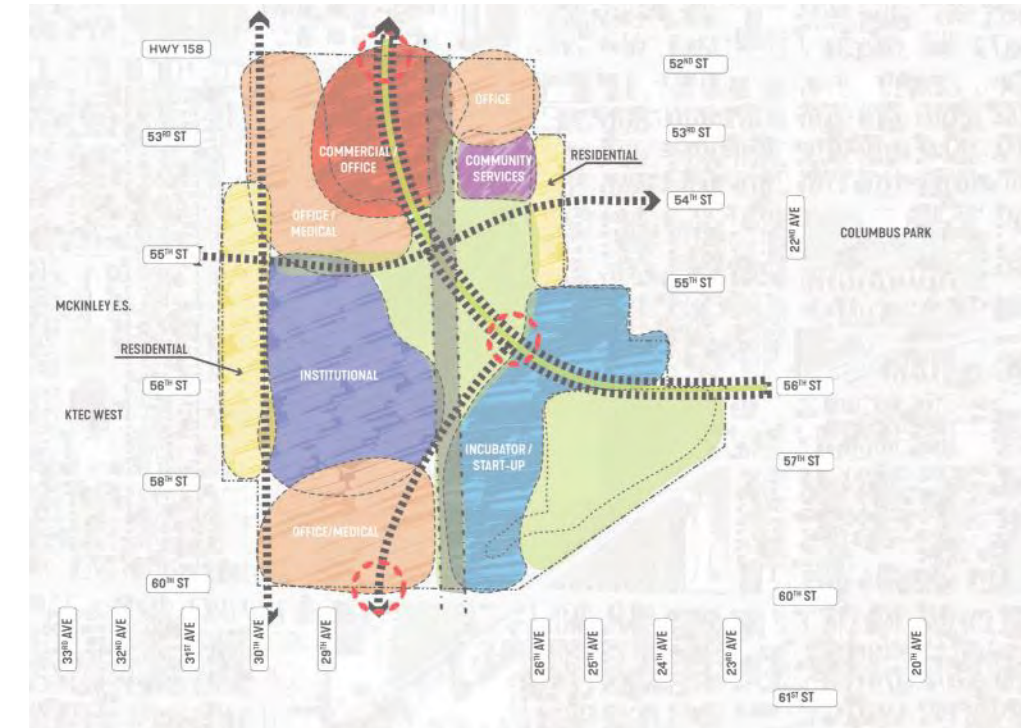 HWY 158
52ND ST
OFFICE
53RD ST
53RD ST
COMMERCIAL /
OFFICE
COMMUNITY
SERVICES
RESIDENTIAL
54TH ST
OFFICE /
MEDICAL
22ND AVE
COLUMBUS PARK
55TH ST
55TH ST
MCKINLEY E.S.
RESIDENTIAL
INSTITUTIONAL
56TH ST
56TH ST
KTEC WEST
INCUBATOR /
START-UP
57TH ST
58TH ST
OFFICE/MEDICAL
60TH ST
60TH ST
33RD AVE
32ND AVE
31ST AVE
30TH AVE
29TH AVE
26TH AVE
25TH AVE
24TH AVE
23RD AVE
20TH AVE
61ST ST